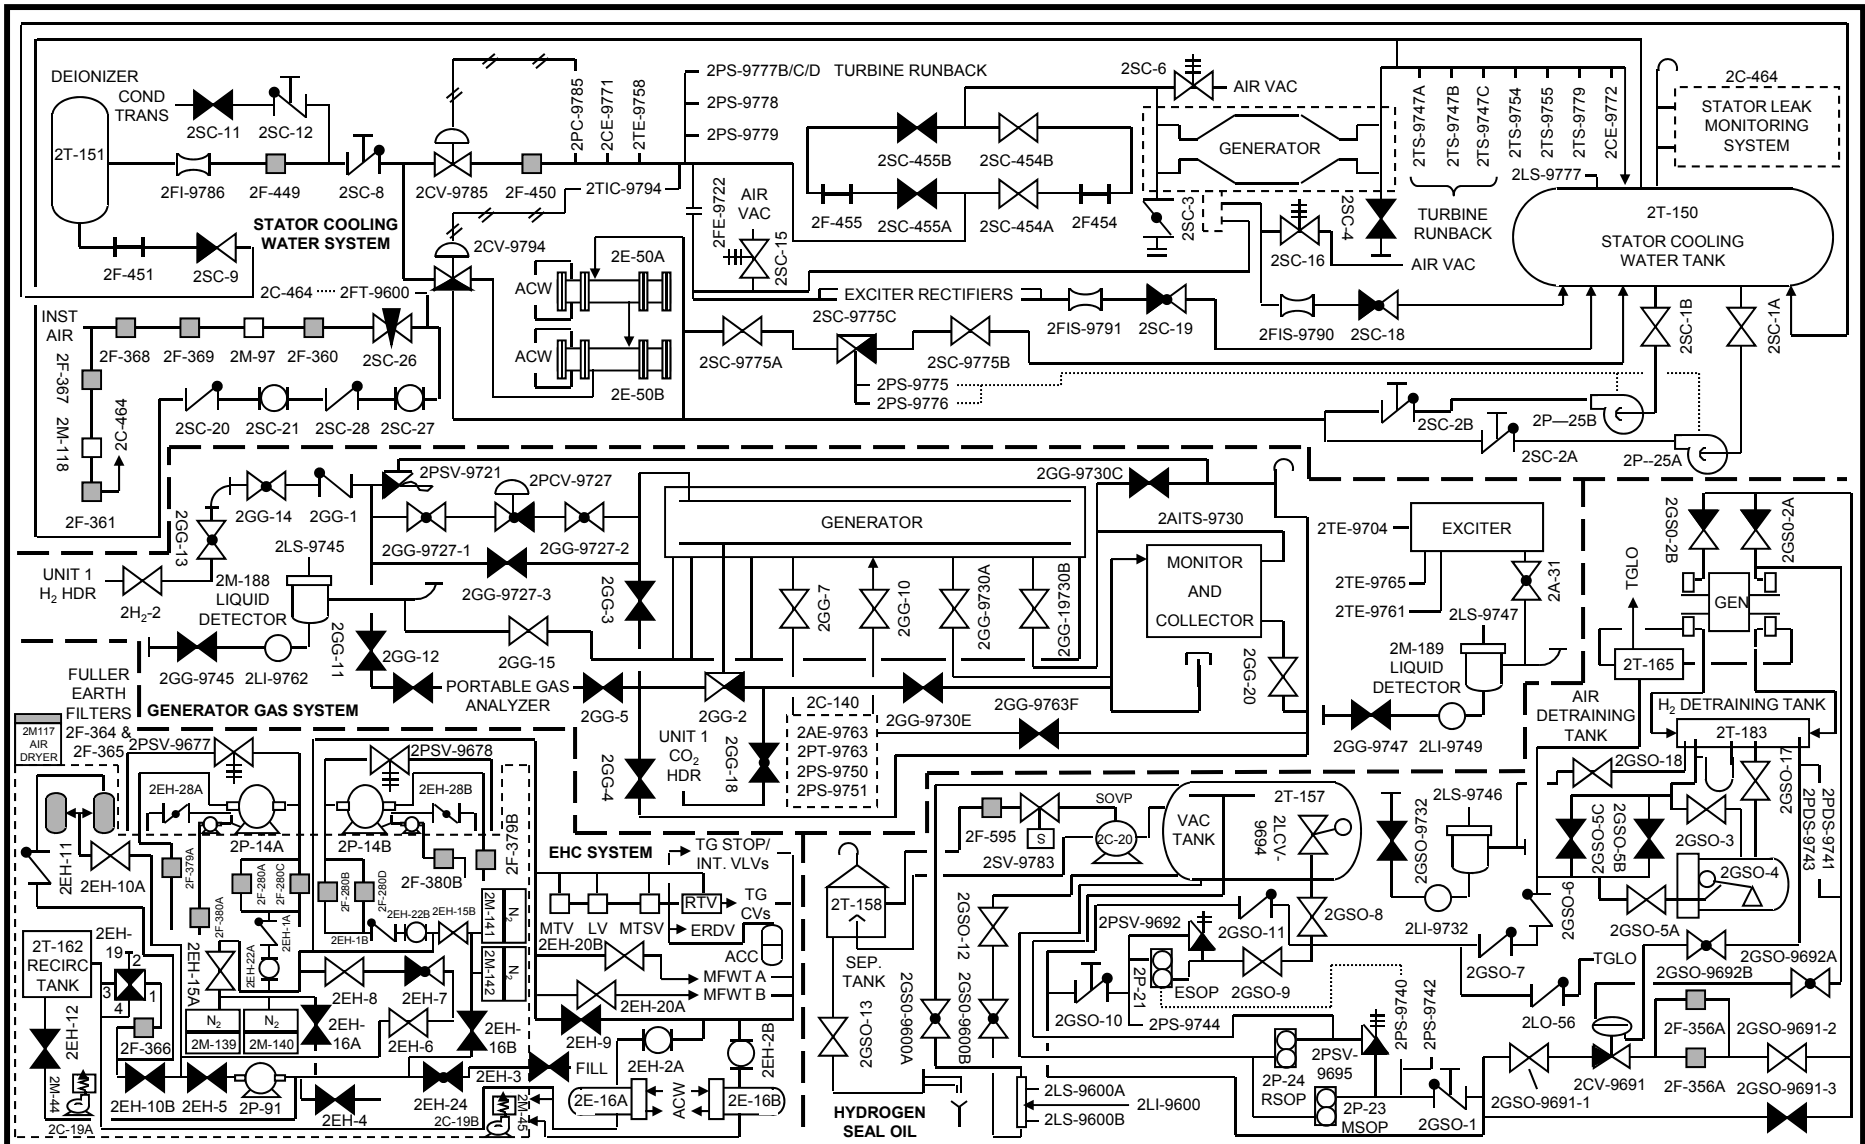 DEIONIZER
COND
TRANS
2SC-11
2SC-12
2T-151
2FI-9786
2F-449
2SC-8
2CV-9785
2F-450
2PC-9785
2CE-9771
2TE-9758
2TIC-9794
2PS-9777B/C/D
TURBINE RUNBACK
2PS-9778
2PS-9779
2SC-6
AIR VAC
2SC-455B
2SC-454B
2SC-455A
2SC-454A
2F-455
2F454
GENERATOR
2TS-9747A
2TS-9747B
2TS-9747C
2TS-9754
2TS-9755
2TS-9779
2CE-9772
2C-464
STATOR LEAK
MONITORING
SYSTEM
2LS-9777
2T-150
STATOR COOLING
WATER TANK
TURBINE
RUNBACK
STATOR COOLING
WATER SYSTEM
2F-451
2SC-9
2CV-9794
2FE-9722
AIR
VAC
2SC-15
2SC-3
2SC-4
2SC-16
AIR VAC
2C-464
2FT-9600
2E-50A
ACW
ACW
2E-50B
EXCITER RECTIFIERS
2SC-9775C
2FIS-9791
2SC-19
2FIS-9790
2SC-18
2SC-1B
2SC-1A
INST
AIR
2F-368
2F-369
2M-97
2F-360
2SC-26
2F-367
2M-118
2C-464
2F-361
2SC-20
2SC-21
2SC-28
2SC-27
2SC-9775A
2SC-9775B
2PS-9775
2PS-9776
2SC-2B
2P—25B
2SC-2A
2P--25A
2GG-13
2GG-14
2GG-1
2PSV-9721
2PCV-9727
2GG-9727-1
2GG-9727-2
2GG-9727-3
2LS-9745
UNIT 1
H2 HDR
2H2-2
2M-188
LIQUID
DETECTOR
2GG-9745
2LI-9762
2GG-11
2GG-12
2GG-15
2GG-3
GENERATOR
2GG-7
2GG-10
2GG-9730A
2GG-19730B
2GG-9730C
2AITS-9730
MONITOR
AND
COLLECTOR
2GG-20
2TE-9704
EXCITER
2TE-9765
2TE-9761
2A-31
2LS-9747
2M-189
LIQUID
DETECTOR
2GG-9747
2LI-9749
GENERATOR GAS SYSTEM
PORTABLE GAS
ANALYZER
2GG-5
2GG-2
2GG-4
UNIT 1
CO2
HDR
2GG-18
2C-140
2AE-9763
2PT-9763
2PS-9750
2PS-9751
2GG-9730E
2GG-9763F
2GS0-2B
2GS0-2A
TGLO
GEN
2T-165
AIR
DETRAINING
TANK
H2 DETRAINING TANK
2T-183
2GSO-18
2GSO-17
2PDS-9743
2PDS-9741
2GSO-3
2GSO-5C
2GSO-5B
2GSO-4
2GSO-5A
2GSO-6
2GSO-7
2GSO-9692A
2GSO-9692B
TGLO
2LO-56
2F-356A
2F-356A
2GSO-9691-2
2GSO-9691-3
2CV-9691
2GSO-9691-1
FULLER
EARTH
FILTERS
2F-364 &
2F-365
2M117
AIR
DRYER
2PSV-9677
2PSV-9678
2EH-28A
2EH-28B
2P-14A
2P-14B
2EH-11
2EH-10A
2F-379A
2F-380A
2F-280A
2F-280C
2F-280B
2F-280D
2F-380B
2F-379B
2EH-1A
2EH-22A
2EH-1B
2EH-22B
2EH-15B
2M-141
N2
2M-142
N2
2EH-15A
2T-162
RECIRC
TANK
2EH-
19
1
2
3
4
2F-366
2EH-12
N2
2M-139
N2
2M-140
2EH-
16A
2EH-8
2EH-7
2EH-6
2EH-
16B
2M-44
2C-19A
2EH-10B
2EH-5
2P-91
2EH-4
2EH-24
2EH-3
FILL
2C-19B
2M-45
EHC SYSTEM
TG STOP/
INT. VLVs
MTV
LV
MTSV
RTV
TG
CVs
ERDV
ACC
2EH-20B
MFWT A
MFWT B
2EH-20A
2EH-9
2EH-2A
2EH-2B
2E-16A
ACW
2E-16B
2F-595
2SV-9783
S
SOVP
2C-20
VAC
TANK
2T-157
2LCV-
9694
2GSO-9732
2LS-9746
2LI-9732
2T-158
SEP.
TANK
2GSO-13
2GSO-12
2GS0-9600A
2GS0-9600B
2PSV-9692
2GSO-11
2GSO-8
2P-21
ESOP
2GSO-9
2GSO-10
2PS-9744
2PS-9740
2PS-9742
2P-24
RSOP
2PSV-
9695
2P-23
MSOP
2GSO-1
2LS-9600A
2LI-9600
2LS-9600B
HYDROGEN
SEAL OIL